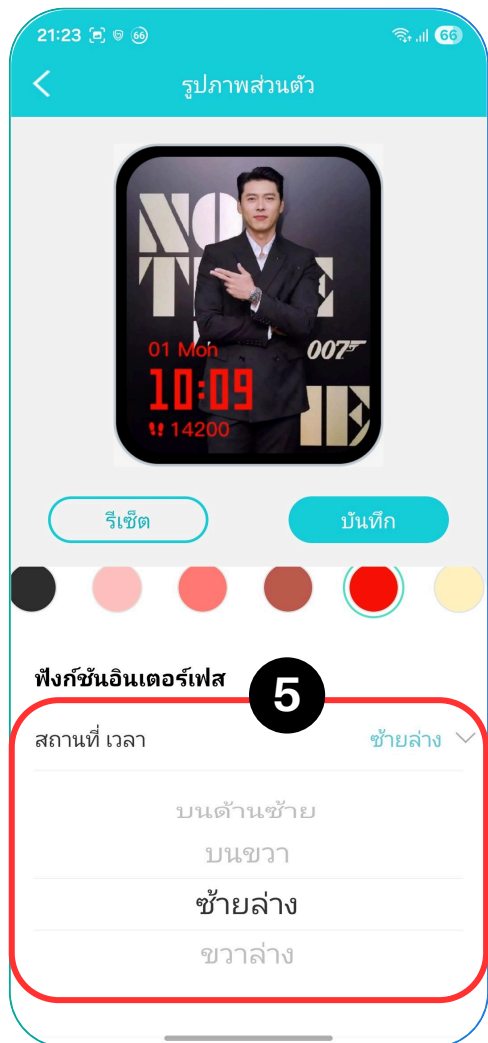 21:23 66 66
รูปภาพส่วนตัว
NO
T E
01 Mon 007
10:09
14200
รีเซ็ต บันทึก
ฟังก์ชันอินเตอร์เฟส
5
สถานที่ เวลา ซ้ายล่าง
บนด้านซ้าย
บนขวา
ซ้ายล่าง
ขวาล่าง